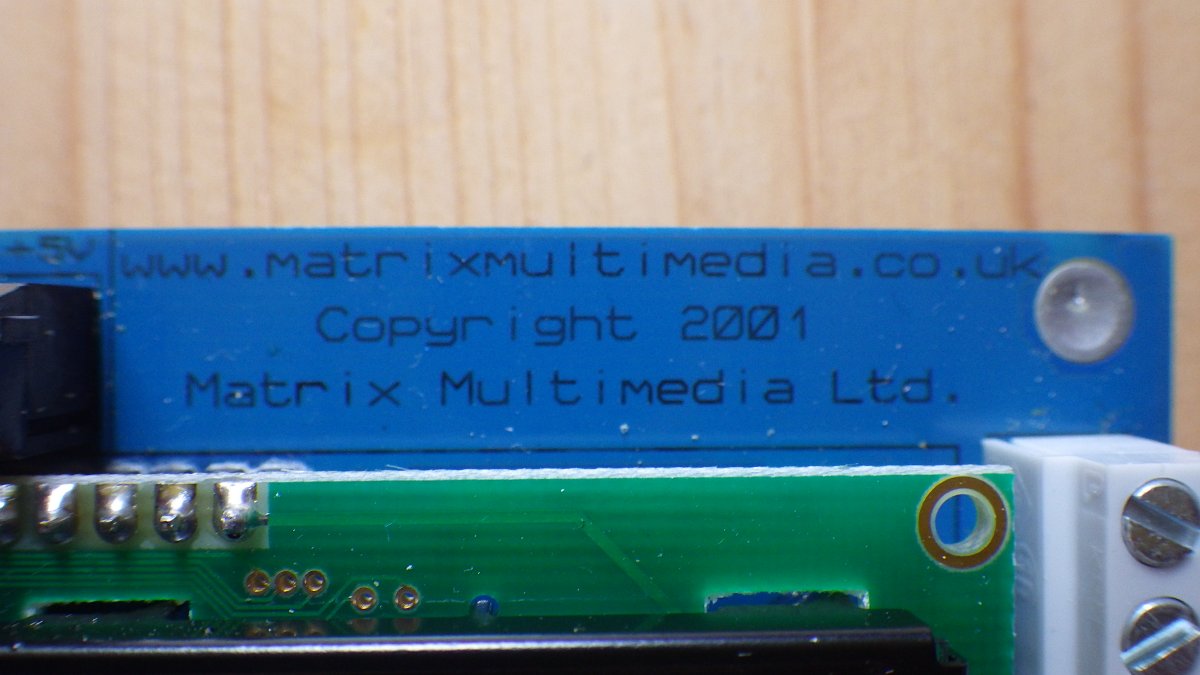 +5V
www.matrixmultimedia.co.uk
Copyright 2001
Matrix Multimedia Ltd.